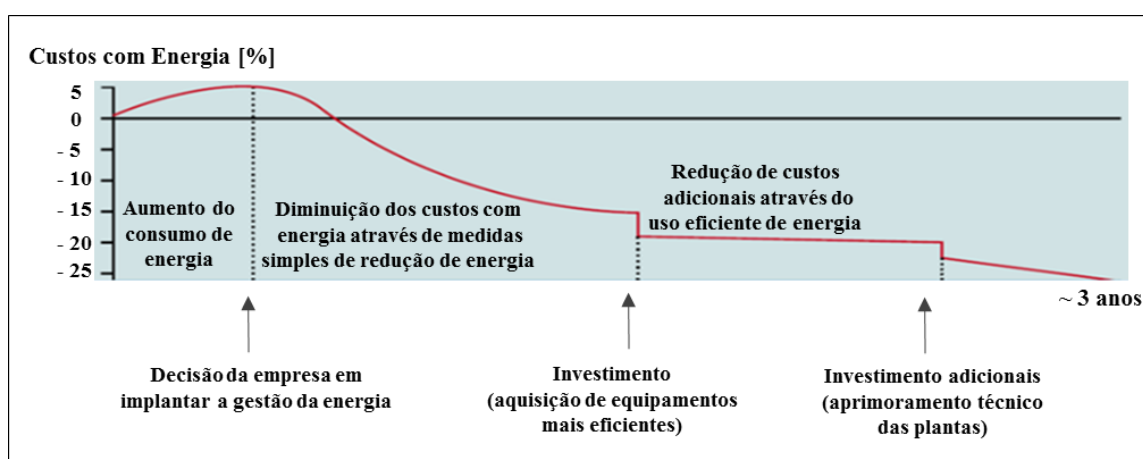 Custos com Energia [%]
5
0
- 5
- 10
- 15
- 20
- 25
Aumento do
consumo de
energia
Diminuição dos custos com
energia através de medidas
simples de redução de energia
Redução de custos
adicionais através do
uso eficiente de energia
~ 3 anos
Decisão da empresa em
implantar a gestão da energia
Investimento
(aquisição de equipamentos
mais eficientes)
Investimento adicionais
(aprimoramento técnico
das plantas)